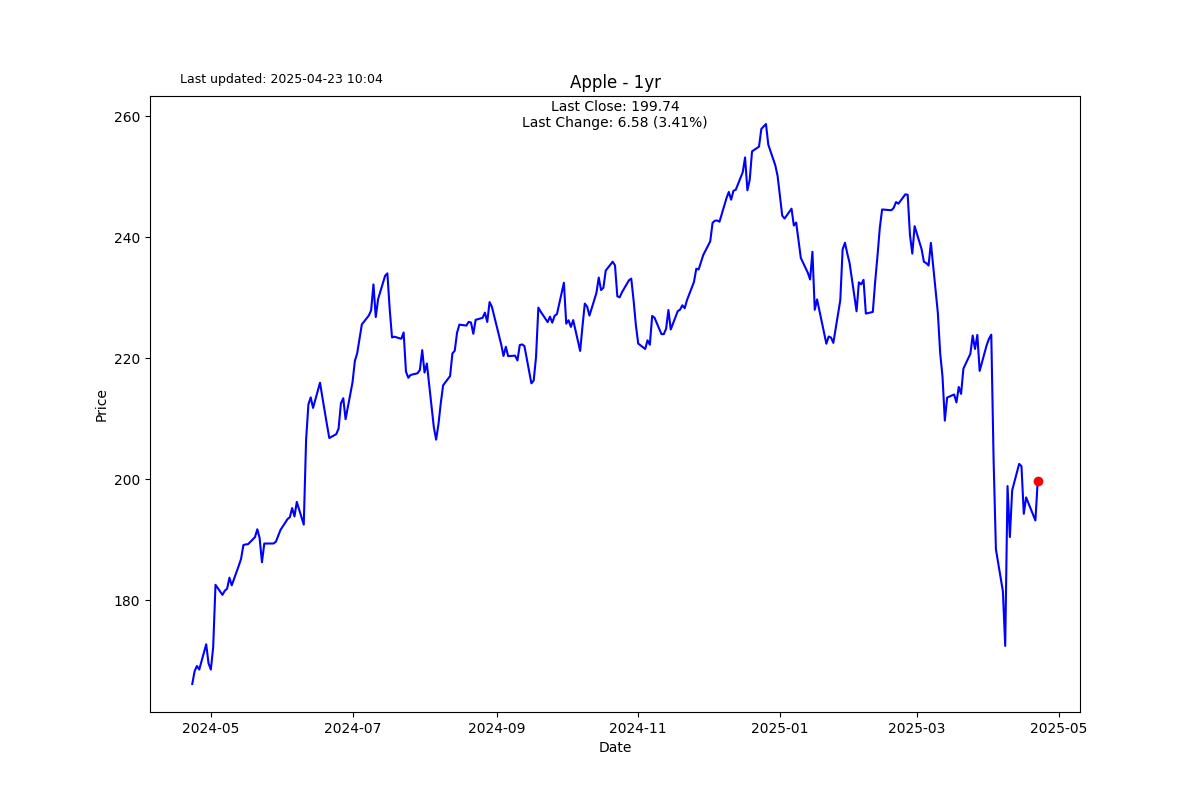 Last updated: 2025-04-23 10:04
Apple - 1yr
Last Close: 199.74
Last Change: 6.58 (3.41%)
260
240
220
200
180
Price
2024-05
2024-07
2024-09
2024-11
2025-01
2025-03
2025-05
Date